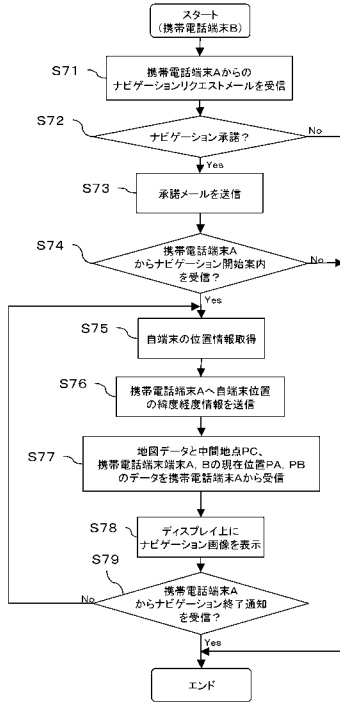 スタート
(携帯電話端末B)
S71
携帯電話端末Aからの
ナビゲーションリクエストメールを受信
S72
ナビゲーション承諾?
No
Yes
S73
承諾メールを送信
S74
携帯電話端末A
からナビゲーション開始案内
を受信?
No
Yes
S75
自端末の位置情報取得
S76
携帯電話端末Aへ自端末位置
の緯度経度情報を送信
S77
地図データと中間地点PC、
携帯電話端末端末A, Bの現在位置PA, PB
のデータを携帯電話端末Aから受信
S78
ディスプレイ上に
ナビゲーション画像を表示
S79
携帯電話端末A
からナビゲーション終了通知
を受信?
No
Yes
エンド